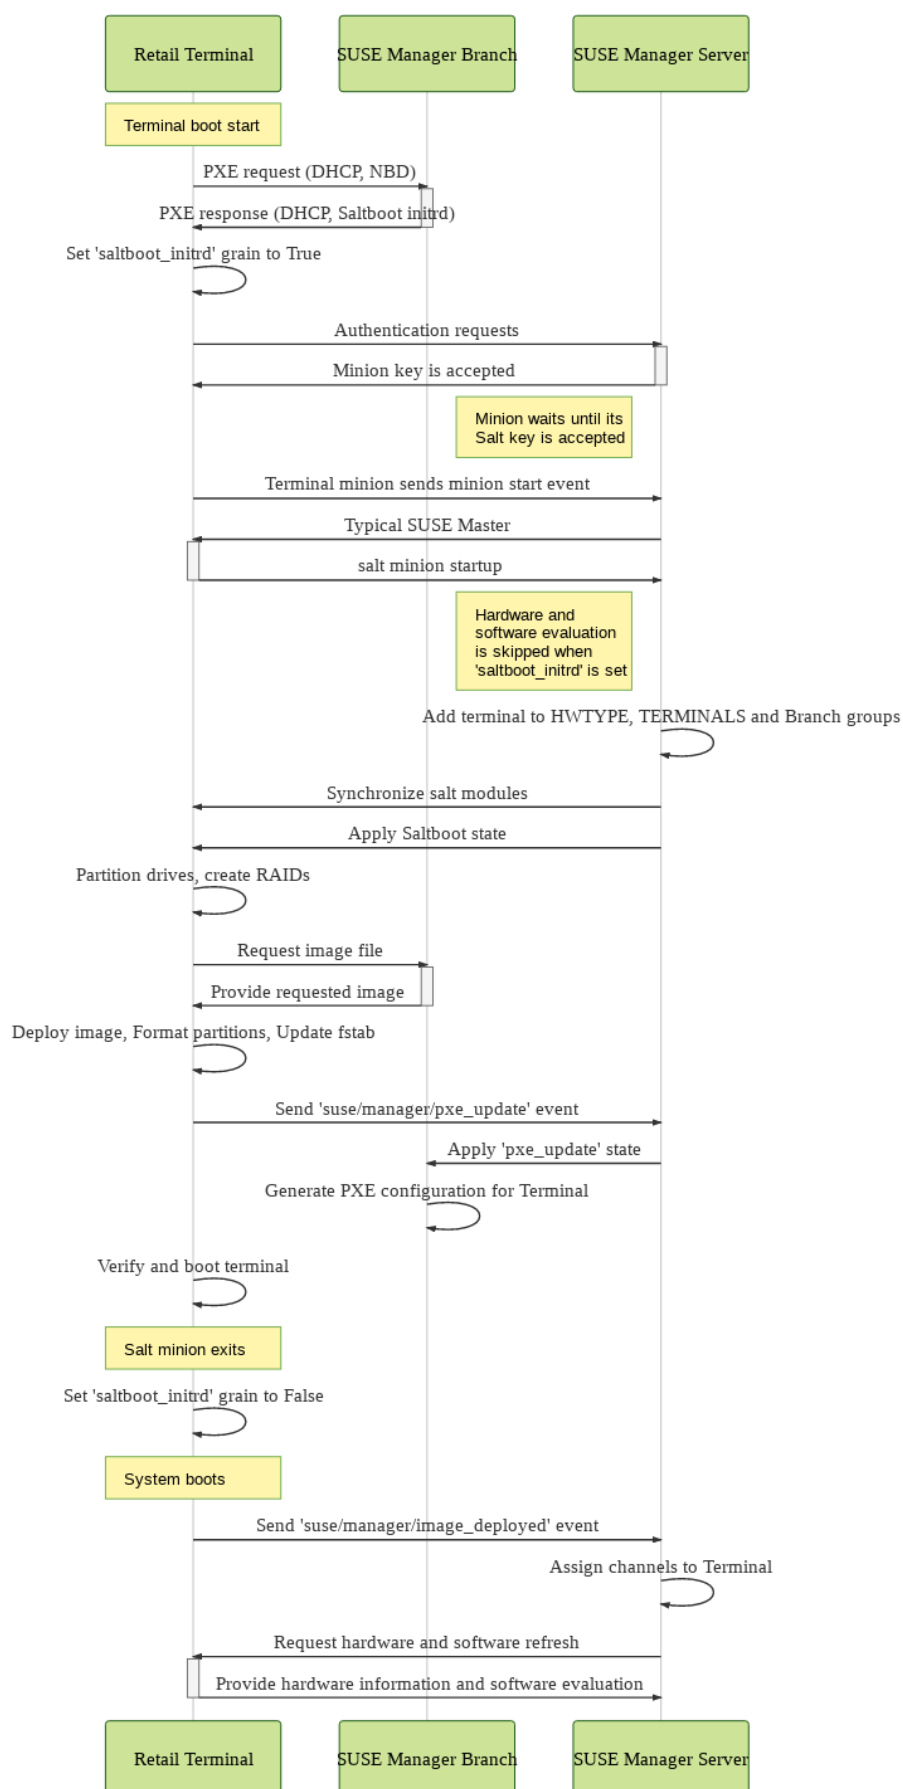 Retail Terminal
SUSE Manager Branch
SUSE Manager Server
Terminal boot start
PXE request (DHCP, NBD)
PXE response (DHCP, Saltboot initrd)
Set 'saltboot_initrd' grain to True
Authentication requests
Minion key is accepted
Minion waits until its
Salt key is accepted
Terminal minion sends minion start event
Typical SUSE Master
salt minion startup
Hardware and
software evaluation
is skipped when
'saltboot_initrd' is set
Add terminal to HWTYPE, TERMINALS and Branch groups
Synchronize salt modules
Apply Saltboot state
Partition drives, create RAIDs
Request image file
Provide requested image
Deploy image, Format partitions, Update fstab
Send 'suse/manager/pxe_update' event
Apply 'pxe_update' state
Generate PXE configuration for Terminal
Verify and boot terminal
Salt minion exits
Set 'saltboot_initrd' grain to False
System boots
Send 'suse/manager/image_deployed' event
Assign channels to Terminal
Request hardware and software refresh
Provide hardware information and software evaluation
Retail Terminal
SUSE Manager Branch
SUSE Manager Server